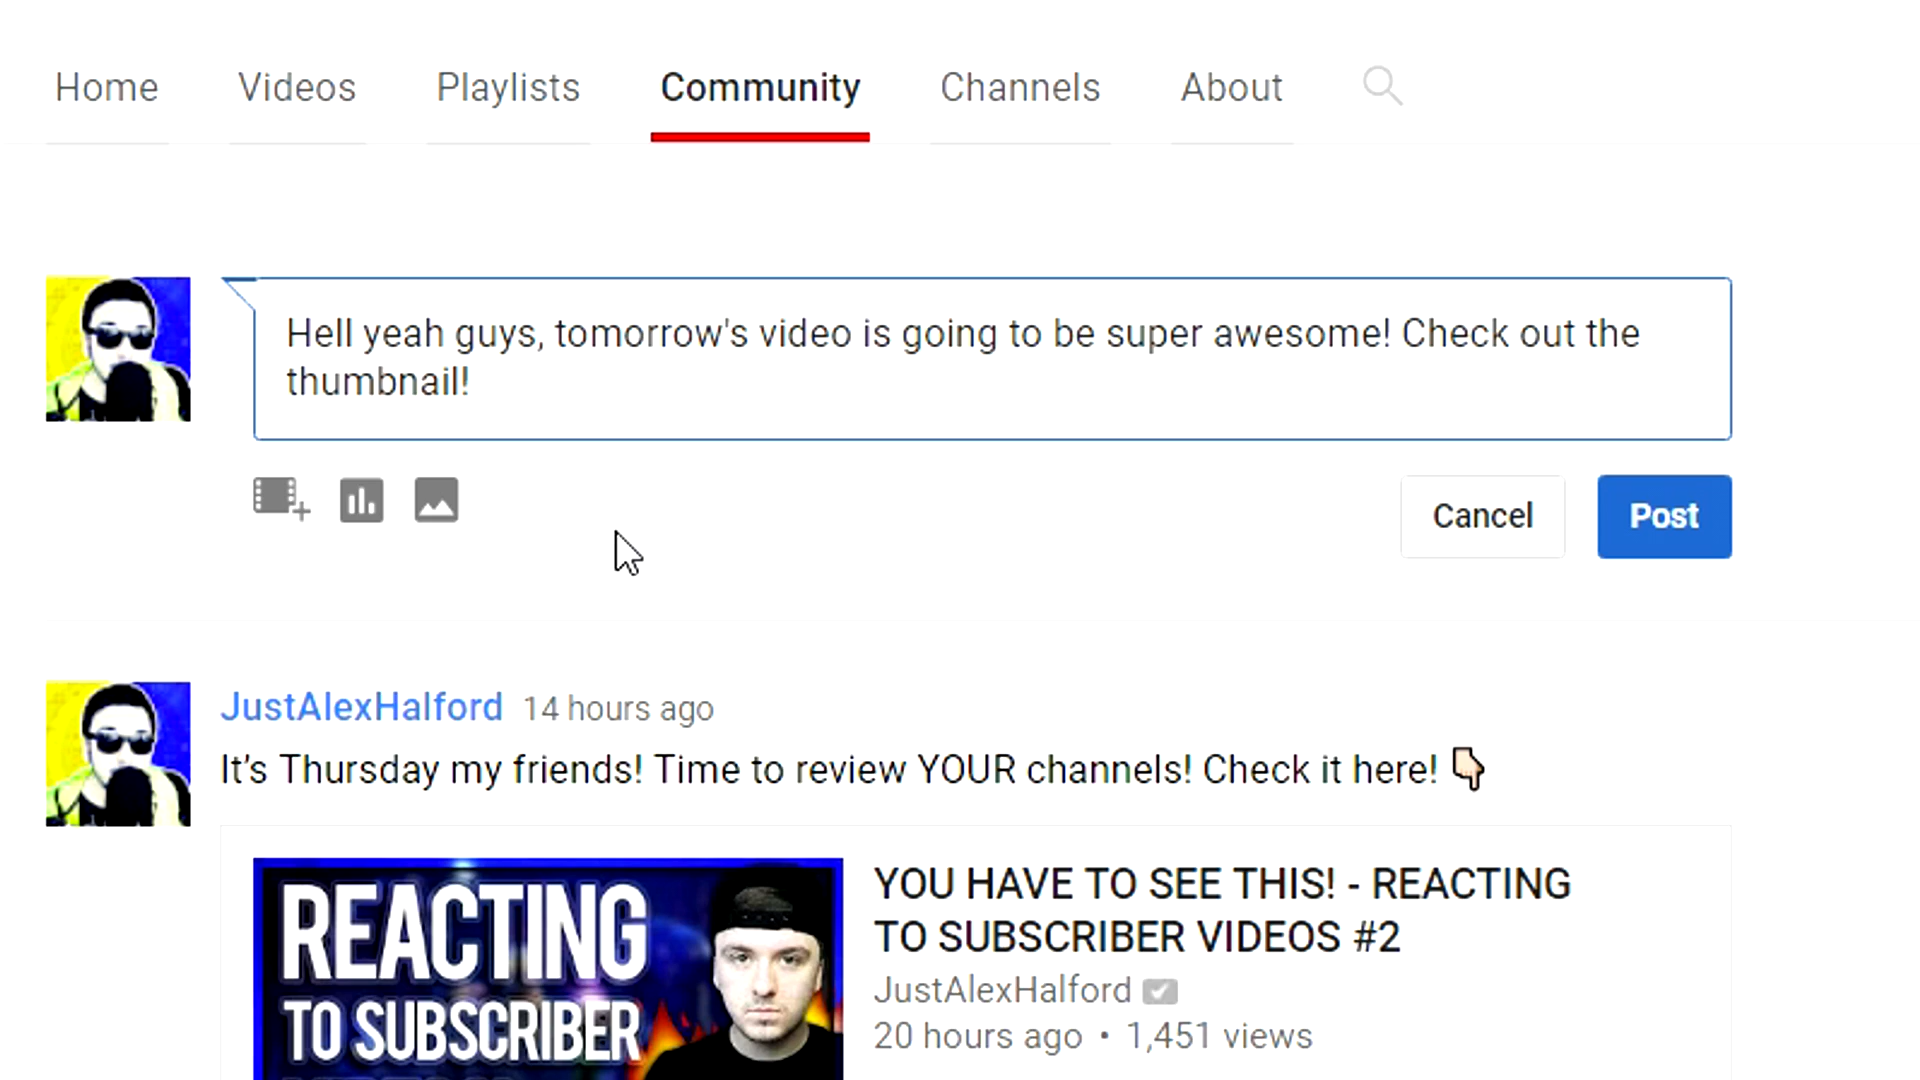 Home Videos Playlists Community Channels About
Hell yeah guys, tomorrow's video is going to be super awesome! Check out the
thumbnail!
Cancel Post
JustAlexHalford 14 hours ago
It's Thursday my friends! Time to review YOUR channels! Check it here!
REACTING
TO SUBSCRIBER
YOU HAVE TO SEE THIS! - REACTING
TO SUBSCRIBER VIDEOS #2
JustAlexHalford
20 hours ago • 1,451 views